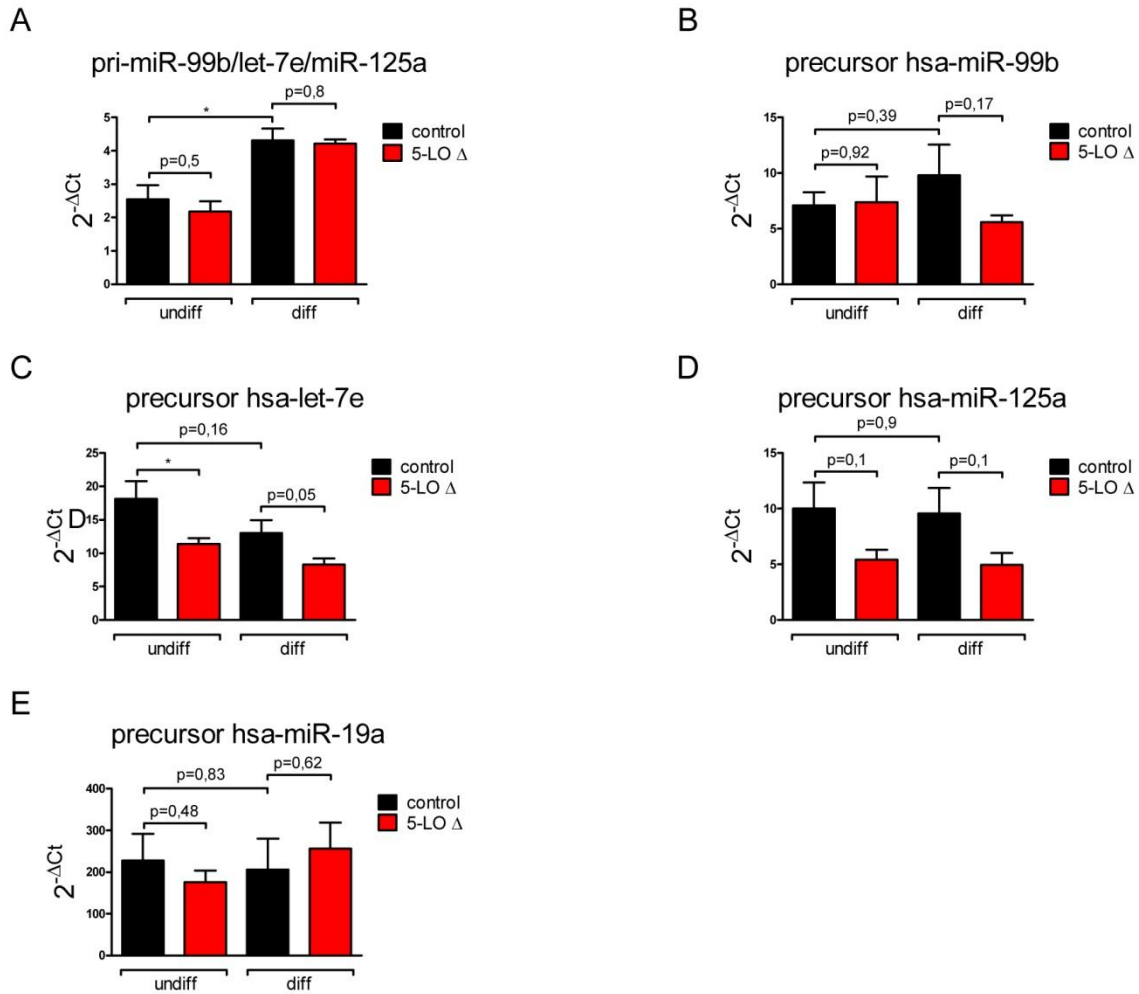 A
pri-miR-99b/let-7e/miR-125a
*
p=0,8
p=0,5
5
4
3
2
1
0
2^-ΔCt
undiff
diff
control
5-LO Δ
B
precursor hsa-miR-99b
p=0,39
p=0,17
p=0,92
15
10
5
0
2^-ΔCt
undiff
diff
control
5-LO Δ
C
precursor hsa-let-7e
p=0,16
*
p=0,05
25
20
15
10
5
0
2^-ΔCt
D
undiff
diff
control
5-LO Δ
D
precursor hsa-miR-125a
p=0,9
p=0,1
p=0,1
15
10
5
0
2^-ΔCt
undiff
diff
control
5-LO Δ
E
precursor hsa-miR-19a
p=0,83
p=0,62
p=0,48
400
300
200
100
0
2^-ΔCt
undiff
diff
control
5-LO Δ